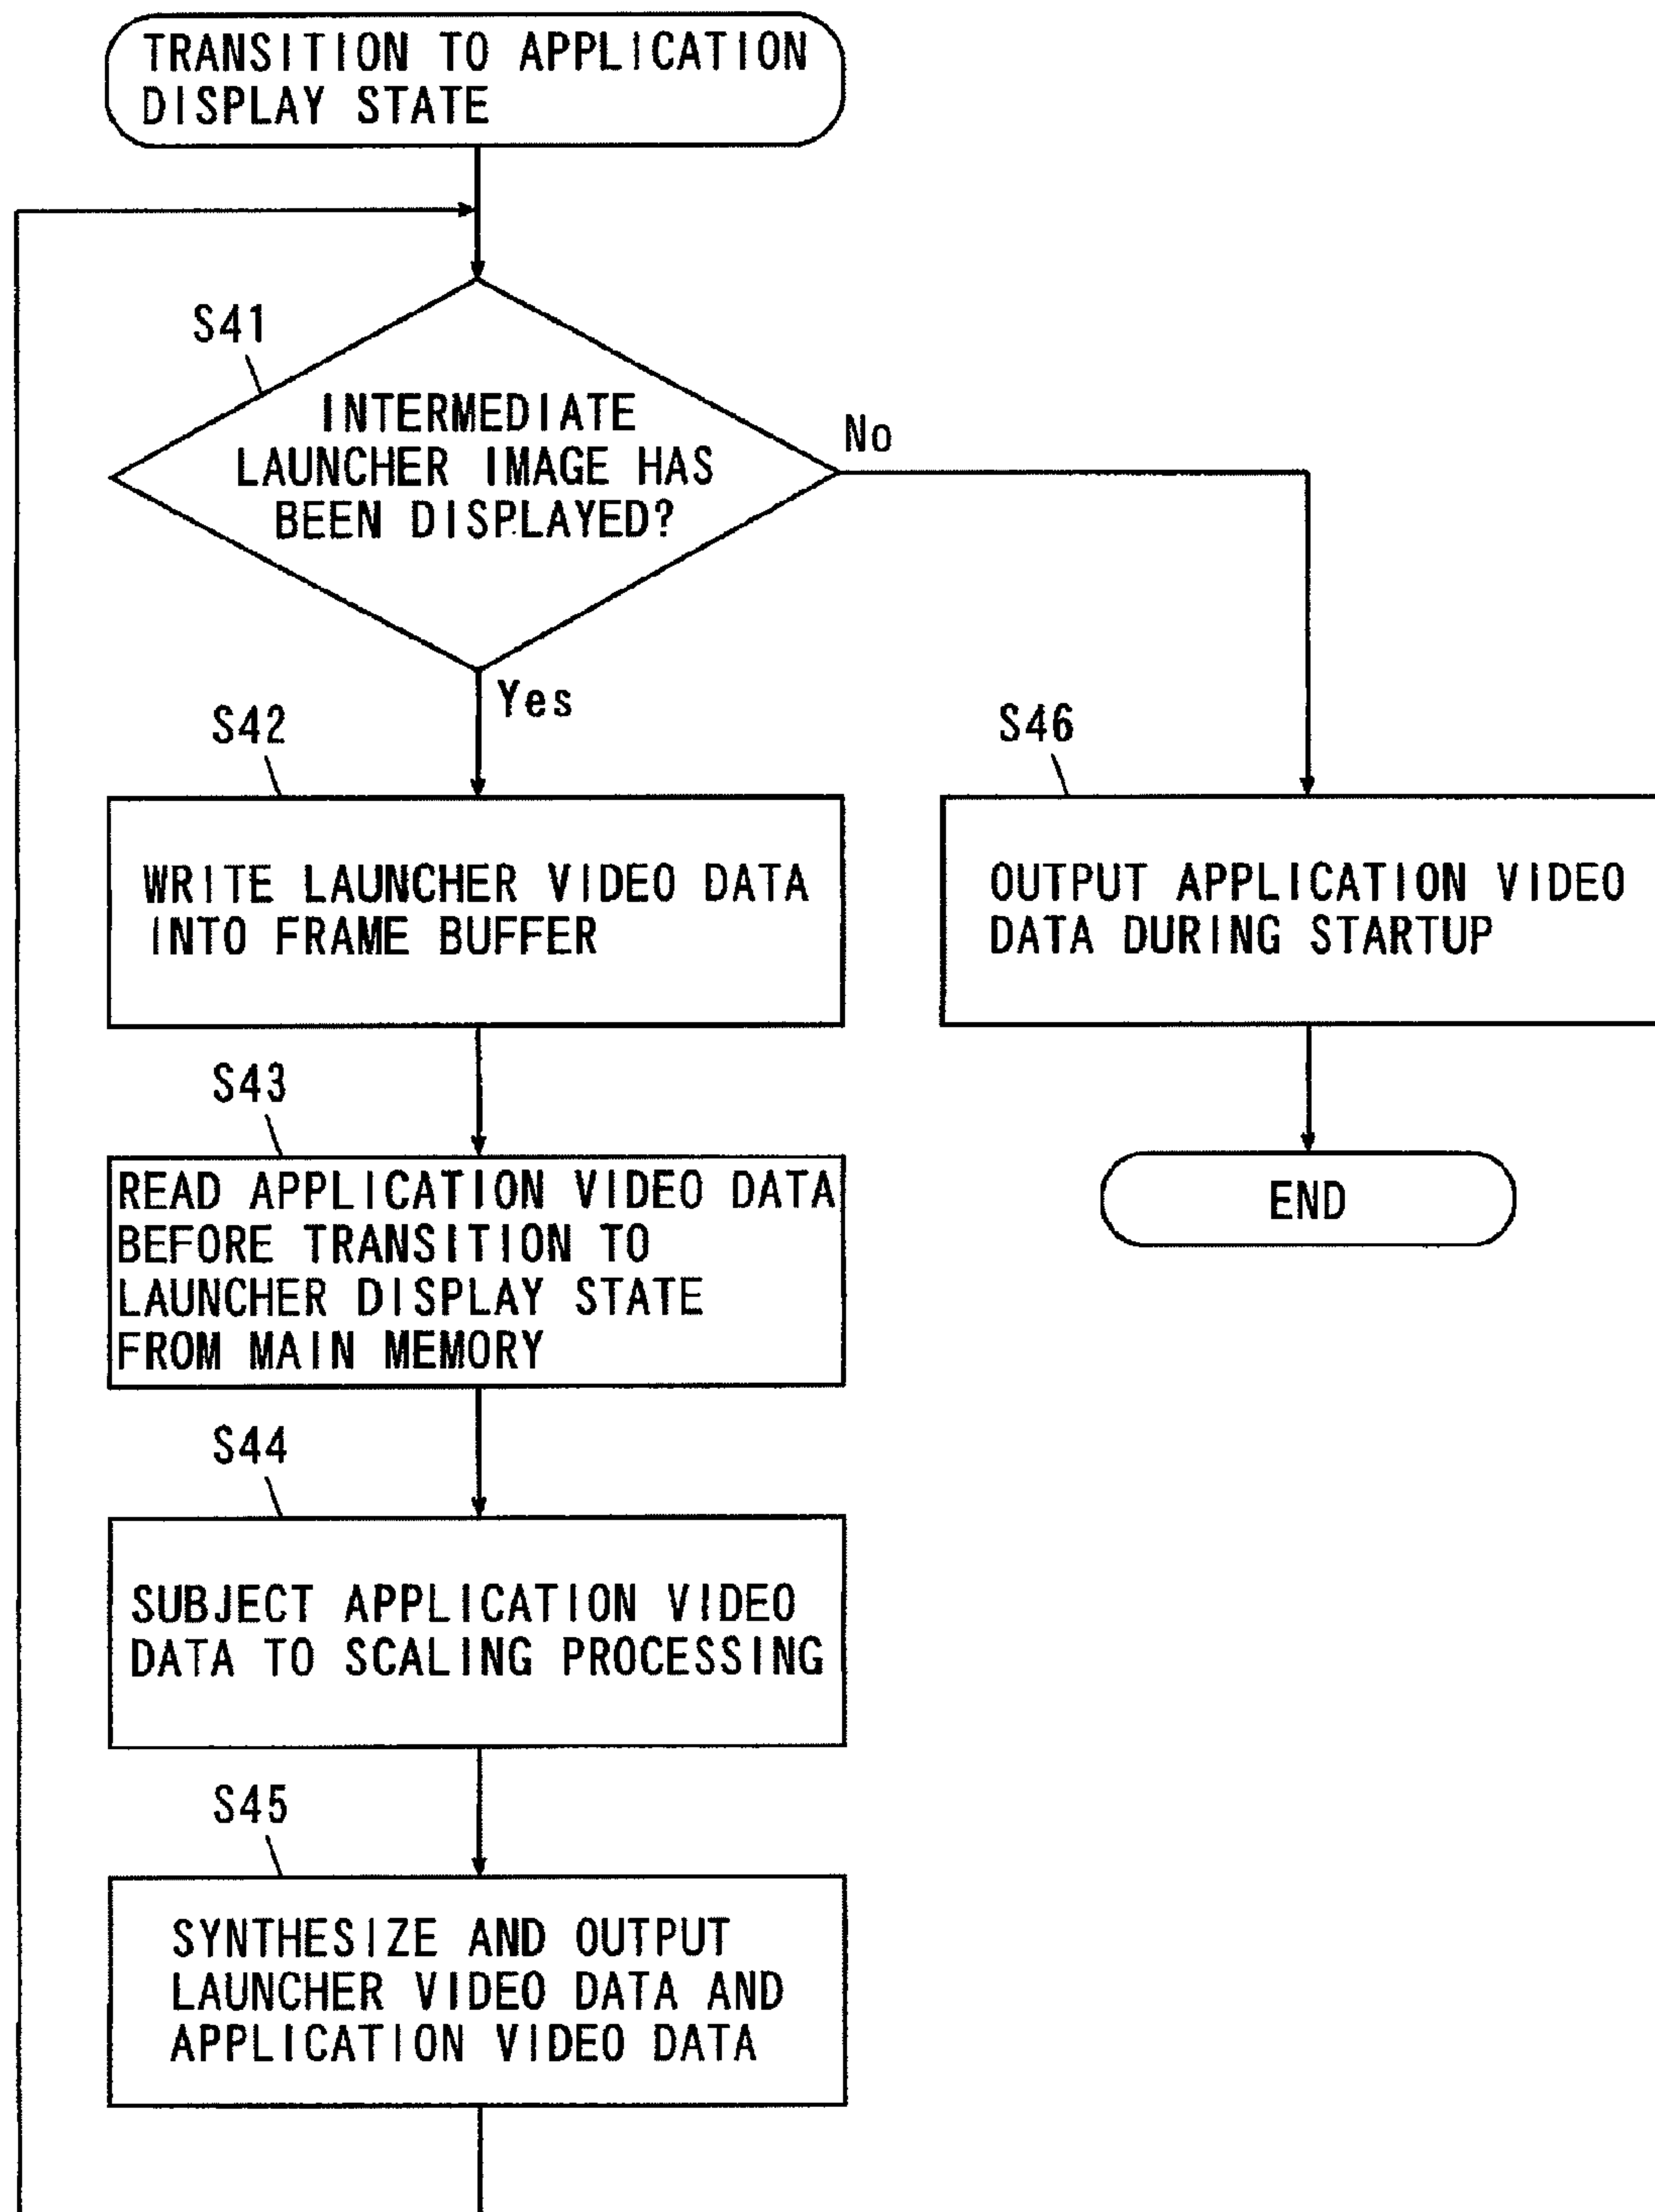 TRANSITION TO APPLICATION
DISPLAY STATE
S41
INTERMEDIATE
LAUNCHER IMAGE HAS
BEEN DISPLAYED?
No
Yes
S42
WRITE LAUNCHER VIDEO DATA
INTO FRAME BUFFER
S46
OUTPUT APPLICATION VIDEO
DATA DURING STARTUP
S43
READ APPLICATION VIDEO DATA
BEFORE TRANSITION TO
LAUNCHER DISPLAY STATE
FROM MAIN MEMORY
END
S44
SUBJECT APPLICATION VIDEO
DATA TO SCALING PROCESSING
S45
SYNTHESIZE AND OUTPUT
LAUNCHER VIDEO DATA AND
APPLICATION VIDEO DATA